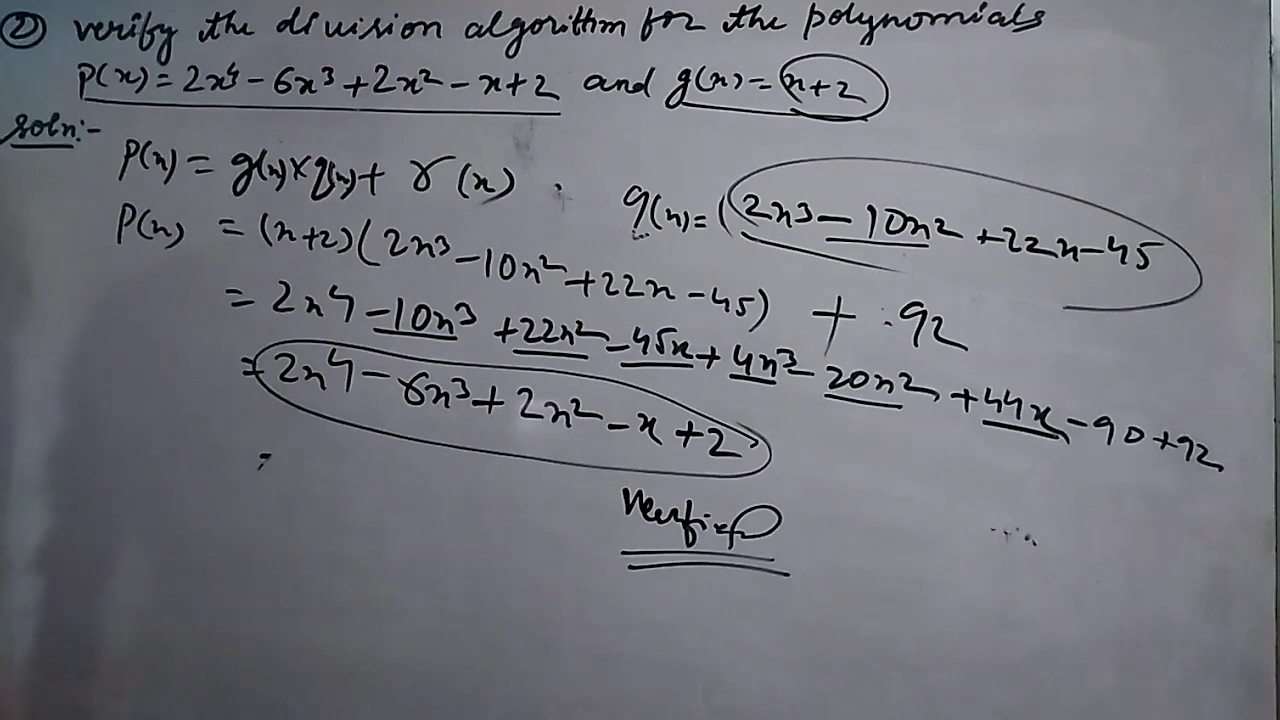 ② verify the division algorithm for the polynomials
P(x) = 2x⁴ - 6x³ + 2x² - x + 2 and g(x) = x + 2
Soln:-
P(x) = g(x) × q(x) + r(x)
q(x) = (2x³ - 10x² + 22x - 45
P(x) = (x+2)(2x³ - 10x² + 22x - 45) + 92
= 2x⁴ - 10x³ + 22x² - 45x + 4x³ - 20x² + 44x - 90 + 92
= 2x⁴ - 6x³ + 2x² - x + 2
Verified